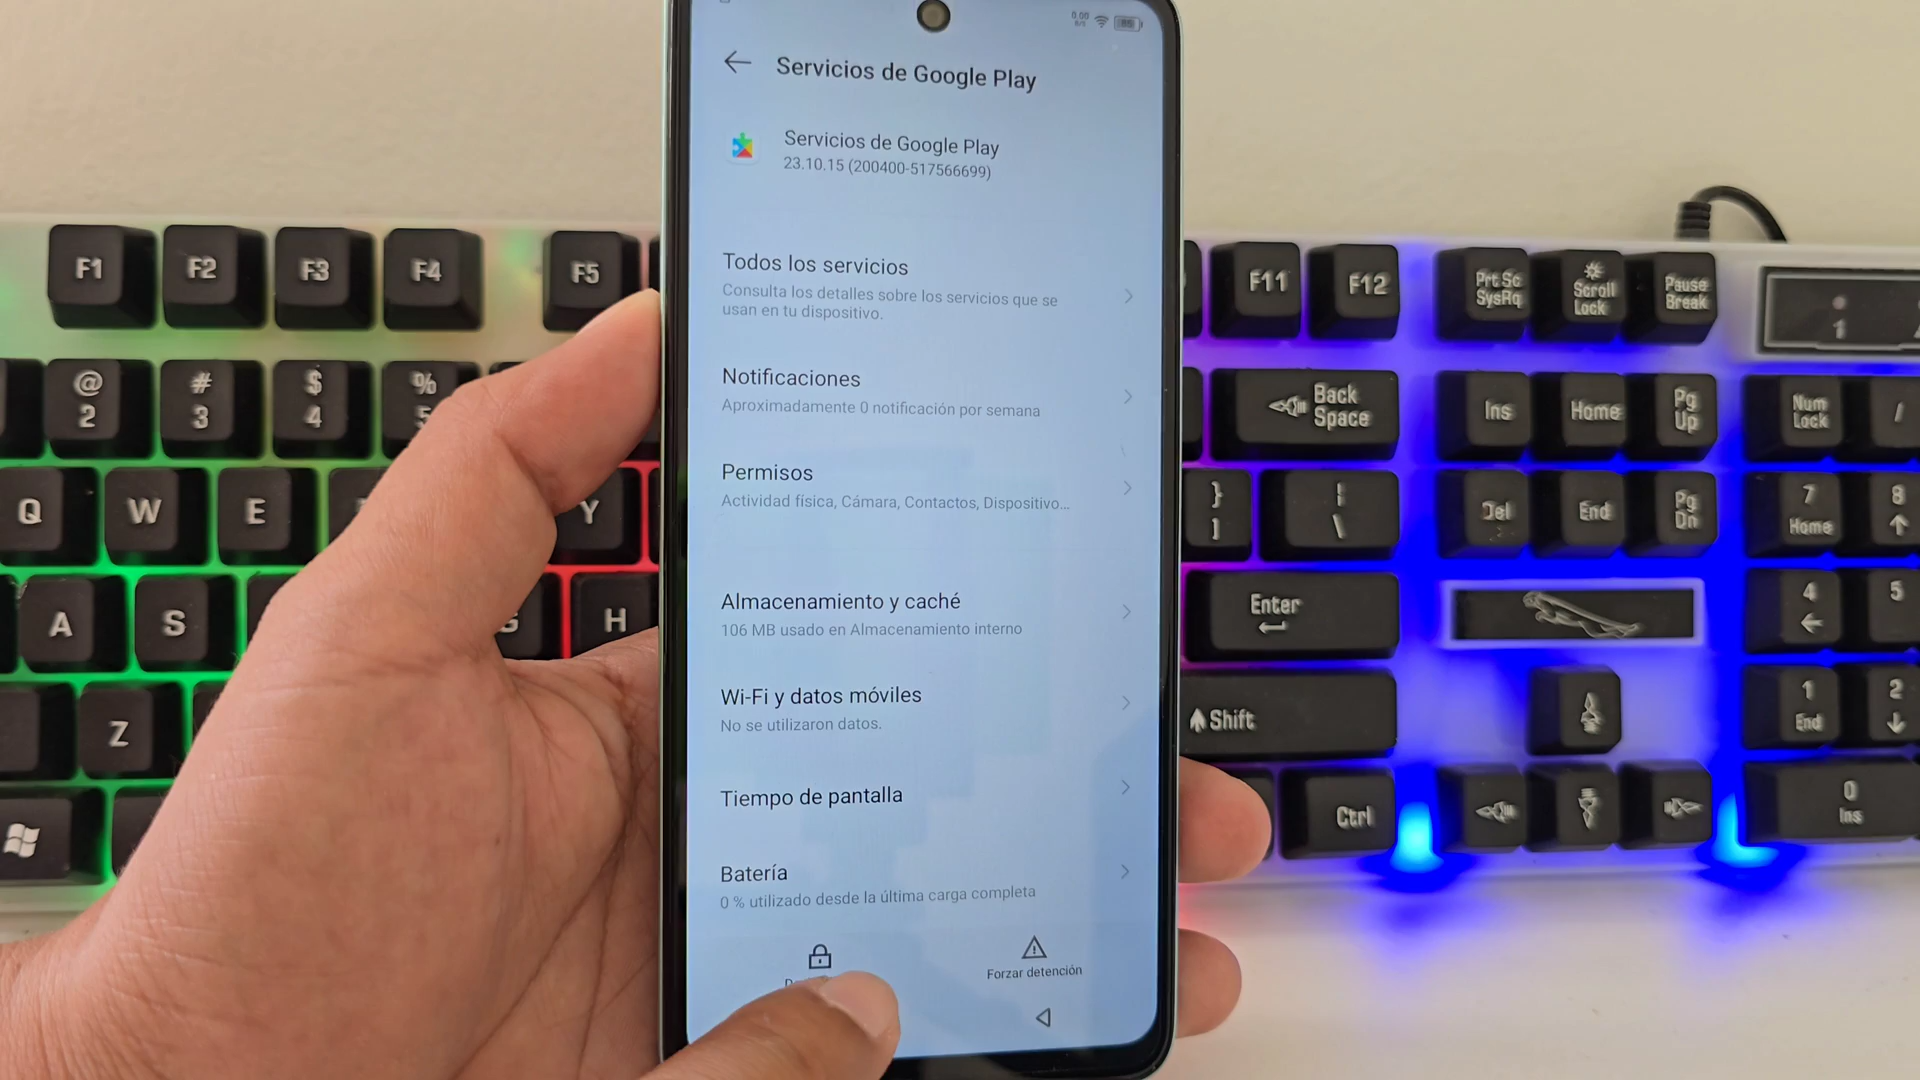 0.00
Servicios de Google Play
Servicios de Google Play
23.10.15 (200400-517566699)
Todos los servicios
Consulta los detalles sobre los servicios que se
usan en tu dispositivo.
Notificaciones
Aproximadamente 0 notificación por semana
Permisos
Actividad física, Cámara, Contactos, Dispositivo...
Almacenamiento y caché
106 MB usado en Almacenamiento interno
Wi-Fi y datos móviles
No se utilizaron datos.
Tiempo de pantalla
Batería
0 % utilizado desde la última carga completa
Forzar detención
F1 F2 F3 F4 F5
@ # $ %
2 3 4 5
Q W E Y
A S G H
Z
F11 F12
Prt Sc
SysRq
Scroll
Lock
Pause
Break
1
Back
Space
Ins Home
Pg
Up
Num
Lock
/
}
]
¦
\
Del End
Pg
Dn
7
Home
8
Enter
4 5
Shift
1
End
2
Ctrl
0
Ins